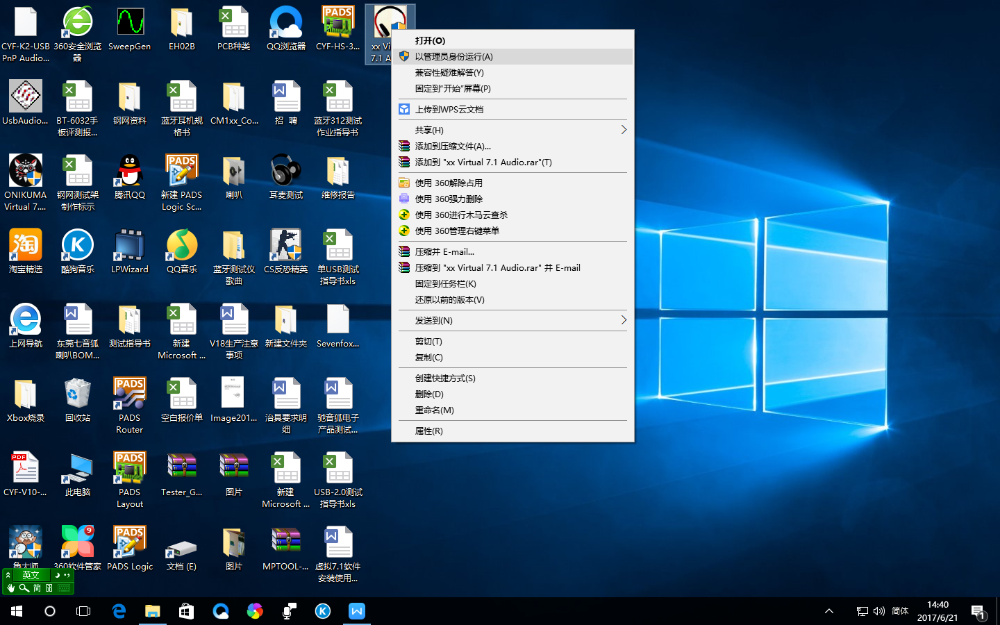 CYF-K2-USB
PnP Audio...
360安全浏览
器
SweepGen
EH02B
PCB种类
QQ浏览器
CYF-HS-3...
xx Vi
7.1 A
UsbAudio...
BT-6032手
板评测报...
钢网资料
蓝牙耳机规
格书
CM1xx_Co...
招 聘
蓝牙312测试
作业指导书
ONIKUMA
Virtual 7....
钢网测试架
制作标示
腾讯QQ
新建 PADS
Logic Sc...
喇叭
耳麦测试
维修报告
淘宝精选
酷狗音乐
LPWizard
QQ音乐
蓝牙测试仪
歌曲
CS反恐精英
单USB测试
指导书xls
上网导航
东莞七音狐
喇叭BOM...
测试指导书
新建
Microsoft ...
V18生产注意
事项
新建文件夹
Sevenfox...
Xbox烧录
回收站
PADS
Router
空白报价单
Image201...
治具要求明
细
驰音狐电子
产品测试...
CYF-V10-...
此电脑
PADS
Layout
Tester_G...
图片
新建
Microsoft ...
USB-2.0测试
指导书xls
鲁大师
360软件管家
PADS Logic
文档 (E)
图片
MPTOOL-...
虚拟7.1软件
安装使用...
打开(O)
以管理员身份运行(A)
兼容性疑难解答(Y)
固定到"开始"屏幕(P)
上传到WPS云文档
共享(H)
添加到压缩文件(A)...
添加到 "xx Virtual 7.1 Audio.rar"(T)
使用 360解除占用
使用 360强力删除
使用 360进行木马云查杀
使用 360管理右键菜单
压缩并 E-mail...
压缩到 "xx Virtual 7.1 Audio.rar" 并 E-mail
固定到任务栏(K)
还原以前的版本(V)
发送到(N)
剪切(T)
复制(C)
创建快捷方式(S)
删除(D)
重命名(M)
属性(R)
英文
简
简体
14:40
2017/6/21
1